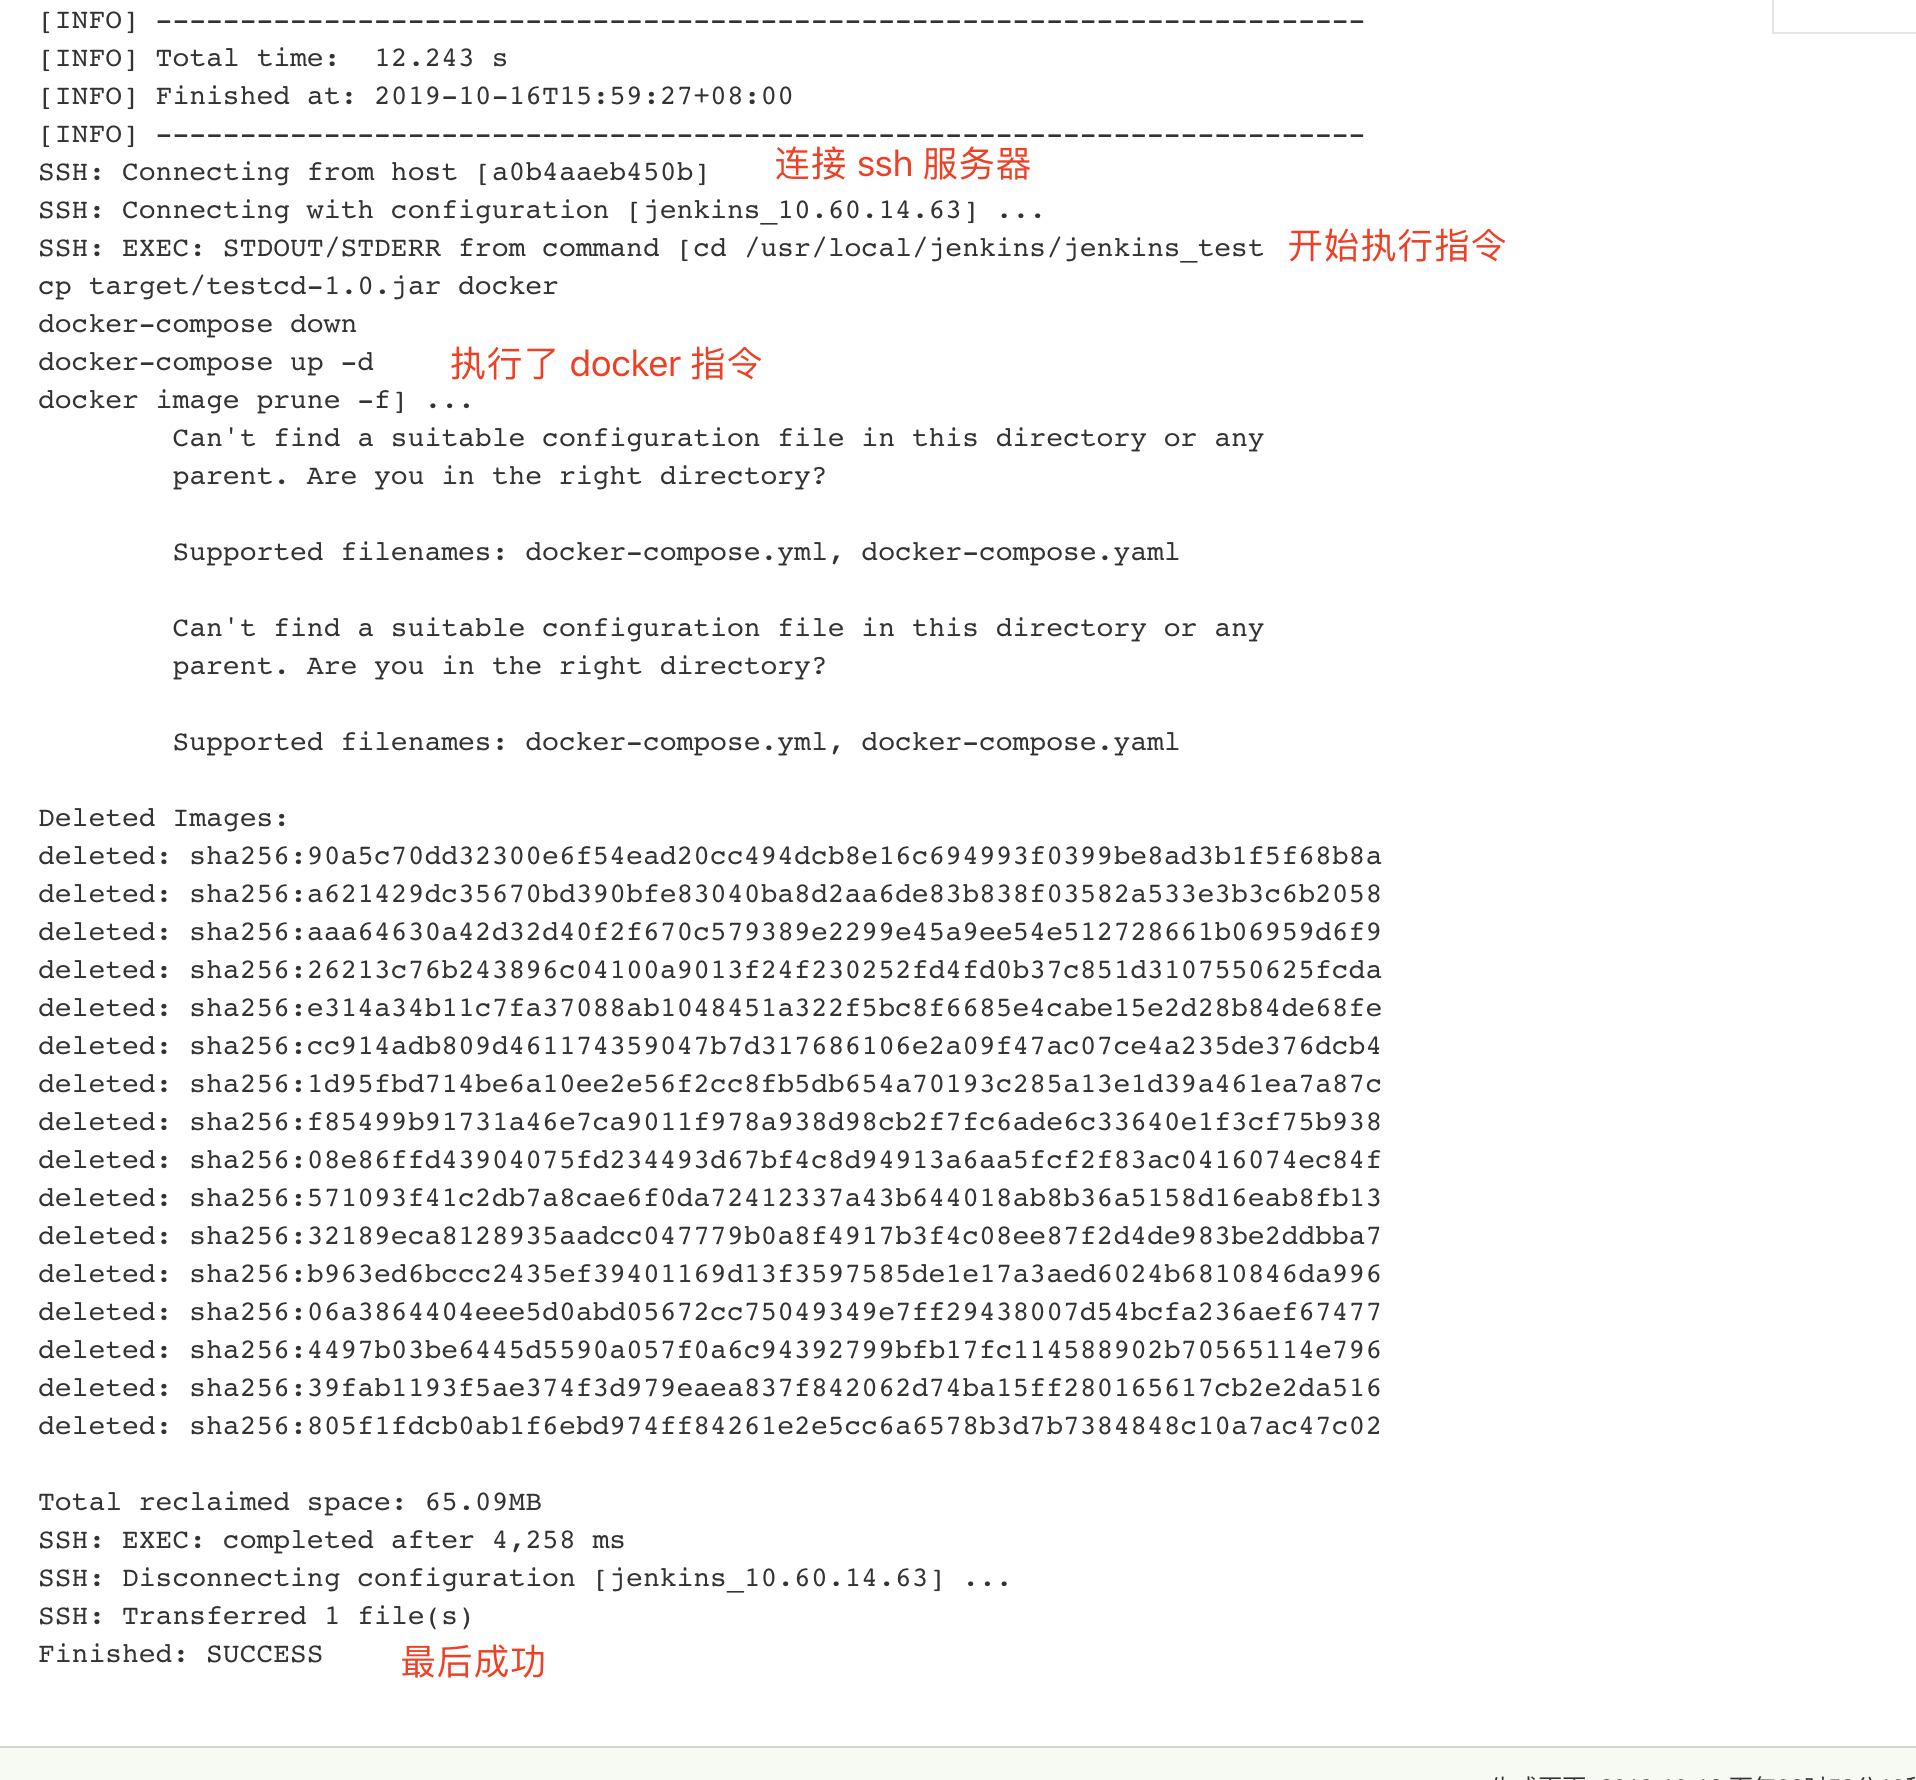 [INFO] ------------------------------------------------------------------------
[INFO] Total time:  12.243 s
[INFO] Finished at: 2019-10-16T15:59:27+08:00
[INFO] ------------------------------------------------------------------------
SSH: Connecting from host [a0b4aaeb450b] 连接 ssh 服务器
SSH: Connecting with configuration [jenkins_10.60.14.63] ...
SSH: EXEC: STDOUT/STDERR from command [cd /usr/local/jenkins/jenkins_test 开始执行指令
cp target/testcd-1.0.jar docker
docker-compose down
docker-compose up -d 执行了 docker 指令
docker image prune -f] ...
Can't find a suitable configuration file in this directory or any
parent. Are you in the right directory?
Supported filenames: docker-compose.yml, docker-compose.yaml
Can't find a suitable configuration file in this directory or any
parent. Are you in the right directory?
Supported filenames: docker-compose.yml, docker-compose.yaml
Deleted Images:
deleted: sha256:90a5c70dd32300e6f54ead20cc494dcb8e16c694993f0399be8ad3b1f5f68b8a
deleted: sha256:a621429dc35670bd390bfe83040ba8d2aa6de83b838f03582a533e3b3c6b2058
deleted: sha256:aaa64630a42d32d40f2f670c579389e2299e45a9ee54e512728661b06959d6f9
deleted: sha256:26213c76b243896c04100a9013f24f230252fd4fd0b37c851d3107550625fcda
deleted: sha256:e314a34b11c7fa37088ab1048451a322f5bc8f6685e4cabe15e2d28b84de68fe
deleted: sha256:cc914adb809d461174359047b7d317686106e2a09f47ac07ce4a235de376dcb4
deleted: sha256:1d95fbd714be6a10ee2e56f2cc8fb5db654a70193c285a13e1d39a461ea7a87c
deleted: sha256:f85499b91731a46e7ca9011f978a938d98cb2f7fc6ade6c33640e1f3cf75b938
deleted: sha256:08e86ffd43904075fd234493d67bf4c8d94913a6aa5fcf2f83ac0416074ec84f
deleted: sha256:571093f41c2db7a8cae6f0da72412337a43b644018ab8b36a5158d16eab8fb13
deleted: sha256:32189eca8128935aadcc047779b0a8f4917b3f4c08ee87f2d4de983be2ddbba7
deleted: sha256:b963ed6bccc2435ef39401169d13f3597585de1e17a3aed6024b6810846da996
deleted: sha256:06a3864404eee5d0abd05672cc75049349e7ff29438007d54bcfa236aef67477
deleted: sha256:4497b03be6445d5590a057f0a6c94392799bfb17fc114588902b70565114e796
deleted: sha256:39fab1193f5ae374f3d979eaea837f842062d74ba15ff280165617cb2e2da516
deleted: sha256:805f1fdcb0ab1f6ebd974ff84261e2e5cc6a6578b3d7b7384848c10a7ac47c02
Total reclaimed space: 65.09MB
SSH: EXEC: completed after 4,258 ms
SSH: Disconnecting configuration [jenkins_10.60.14.63] ...
SSH: Transferred 1 file(s)
Finished: SUCCESS 最后成功